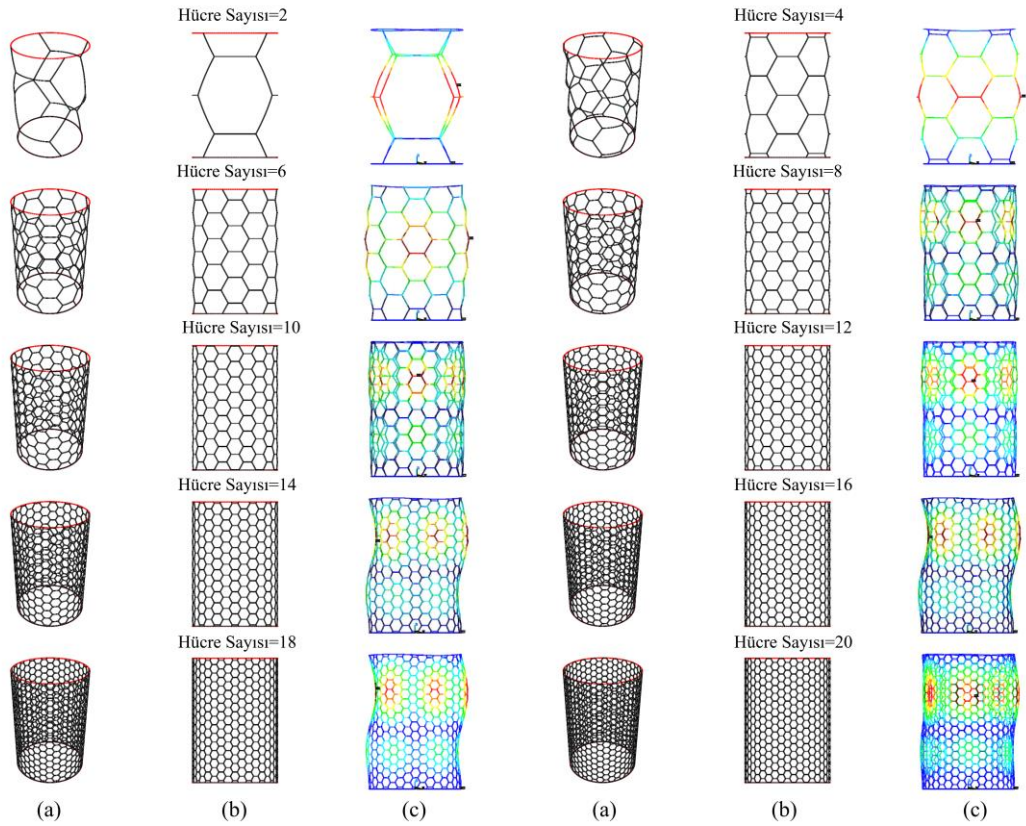 Hücre Sayısı=2
Hücre Sayısı=4
Hücre Sayısı=6
Hücre Sayısı=8
Hücre Sayısı=10
Hücre Sayısı=12
Hücre Sayısı=14
Hücre Sayısı=16
Hücre Sayısı=18
Hücre Sayısı=20
(a) (b) (c) (a) (b) (c)